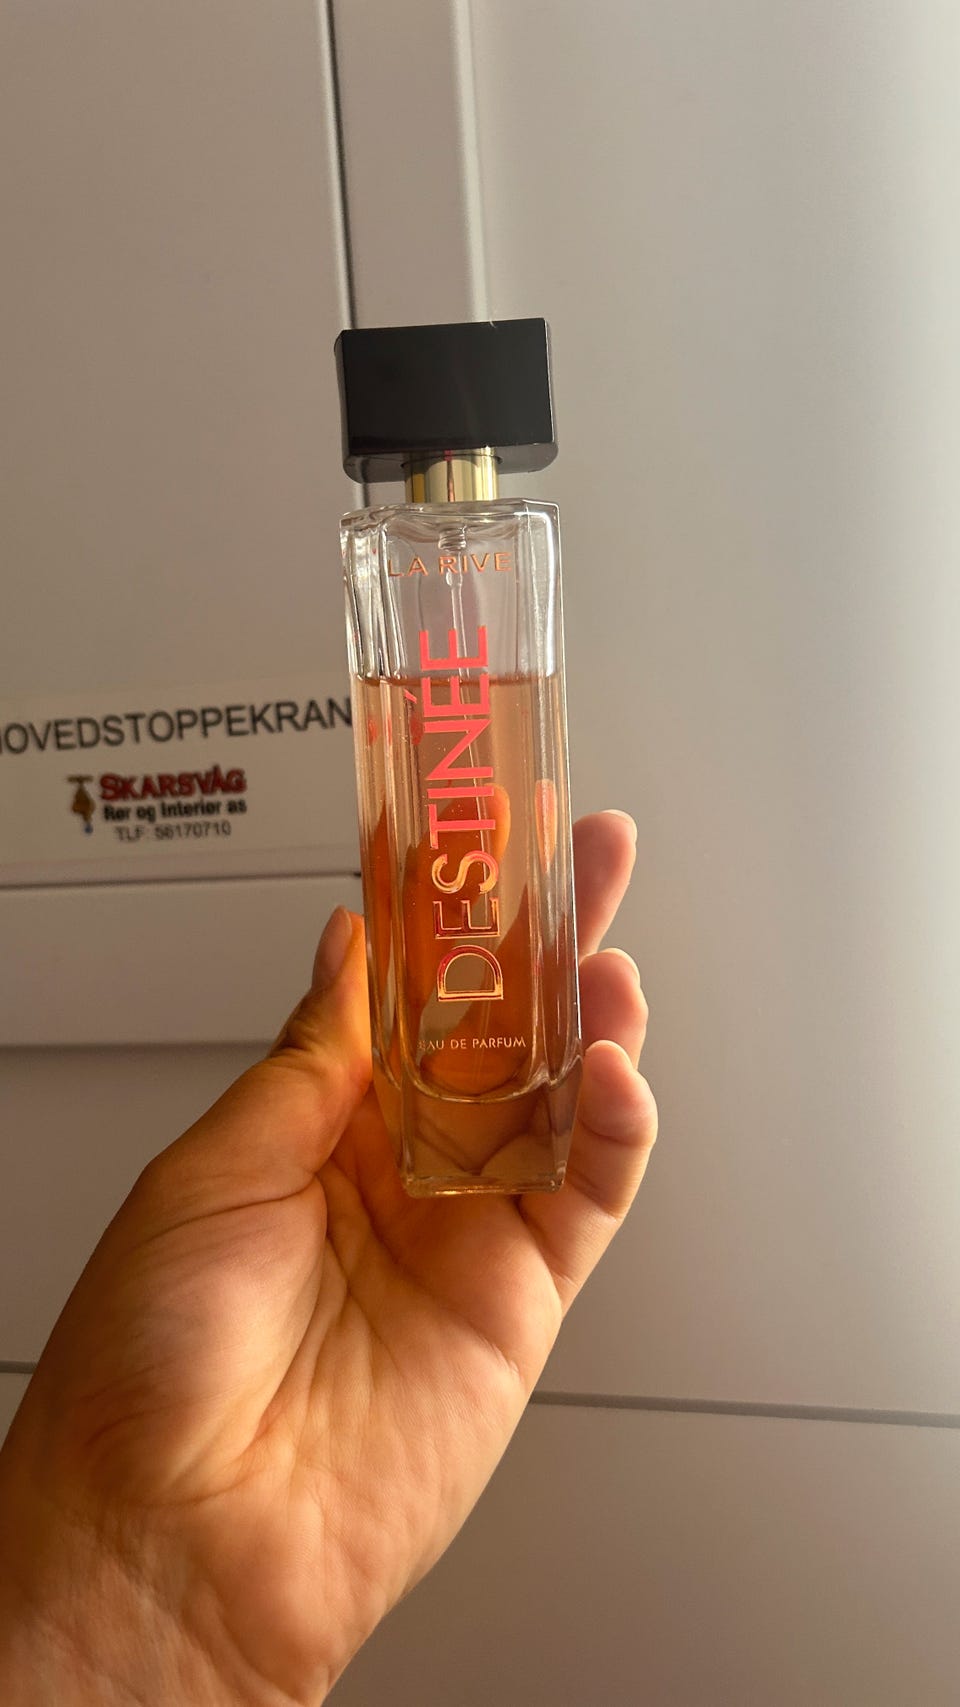 LA RIVE
DESTINÉE
EAU DE PARFUM
HOVEDSTOPPEKRAN
SKARSVÅG
Rør og Interiør as
TLF: 56170710